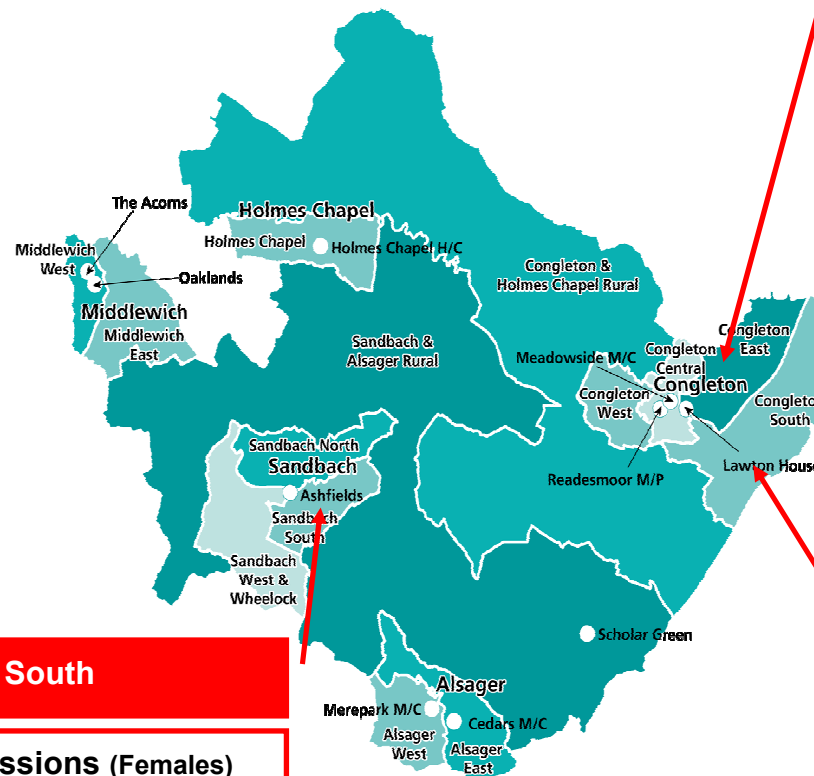 The Acorns
Middlewich
West
Oaklands
Middlewich
Middlewich
East
Holmes Chapel
Holmes Chapel
Holmes Chapel H/C
Congleton &
Holmes Chapel Rural
Sandbach &
Alsager Rural
Congleton
East
Meadowside M/C
Congleton
Central
Congleton
Congleton
West
Congleto
South
Readesmoor M/P
Lawton House
Sandbach North
Sandbach
Ashfields
Sandbach
South
Sandbach
West &
Wheelock
Scholar Green
Alsager
Merepark M/C
Cedars M/C
Alsager
West
Alsager
East
South
ssions (Females)